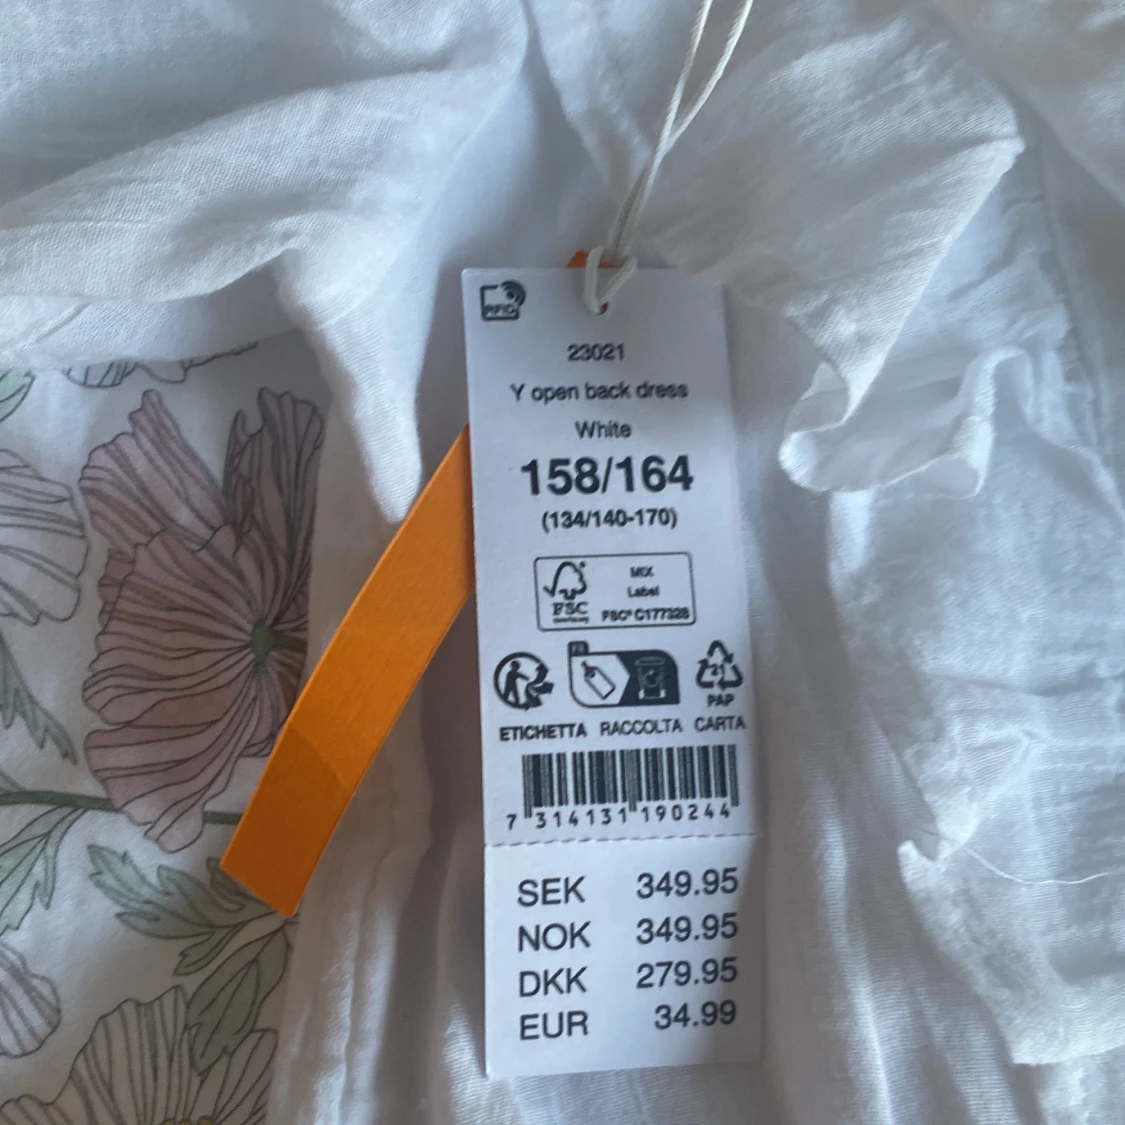 RFID
23021
Y open back dress
White
158/164
(134/140-170)
FSC
MIX
Label
FSC® C177328
FR
21
PAP
ETICHETTA RACCOLTA CARTA
7 314131 190244
SEK 349.95
NOK 349.95
DKK 279.95
EUR 34.99